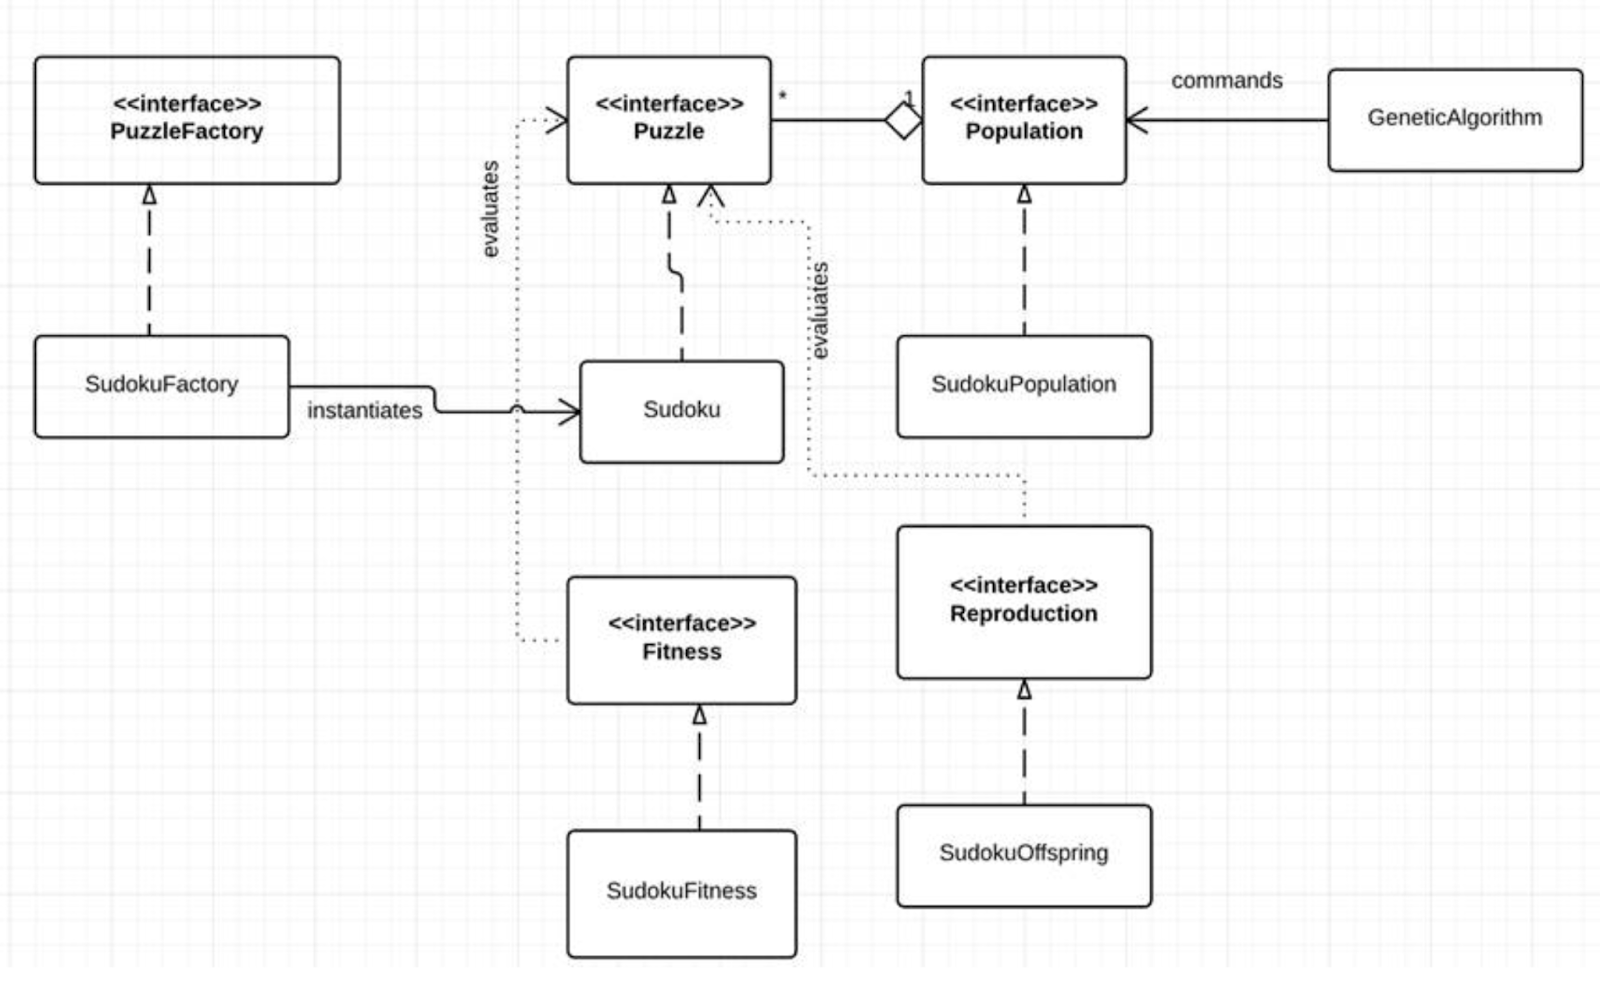 <<interface>>
PuzzleFactory
<<interface>>
Puzzle
*
1
<<interface>>
Population
commands
GeneticAlgorithm
evaluates
evaluates
SudokuFactory
instantiates
Sudoku
SudokuPopulation
<<interface>>
Fitness
<<interface>>
Reproduction
SudokuFitness
SudokuOffspring